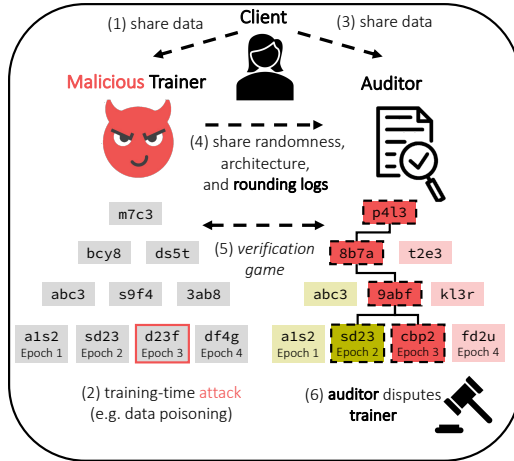 Client
(1) share data
(3) share data
Malicious Trainer
Auditor
(4) share randomness,
architecture,
and rounding logs
m7c3
p4l3
bcy8 ds5t
(5) verification
game
8b7a t2e3
abc3 s9f4 3ab8
abc3 9abf kl3r
a1s2 sd23 d23f df4g
Epoch 1 Epoch 2 Epoch 3 Epoch 4
a1s2 sd23 cbp2 fd2u
Epoch 1 Epoch 2 Epoch 3 Epoch 4
(2) training-time attack
(e.g. data poisoning)
(6) auditor disputes
trainer